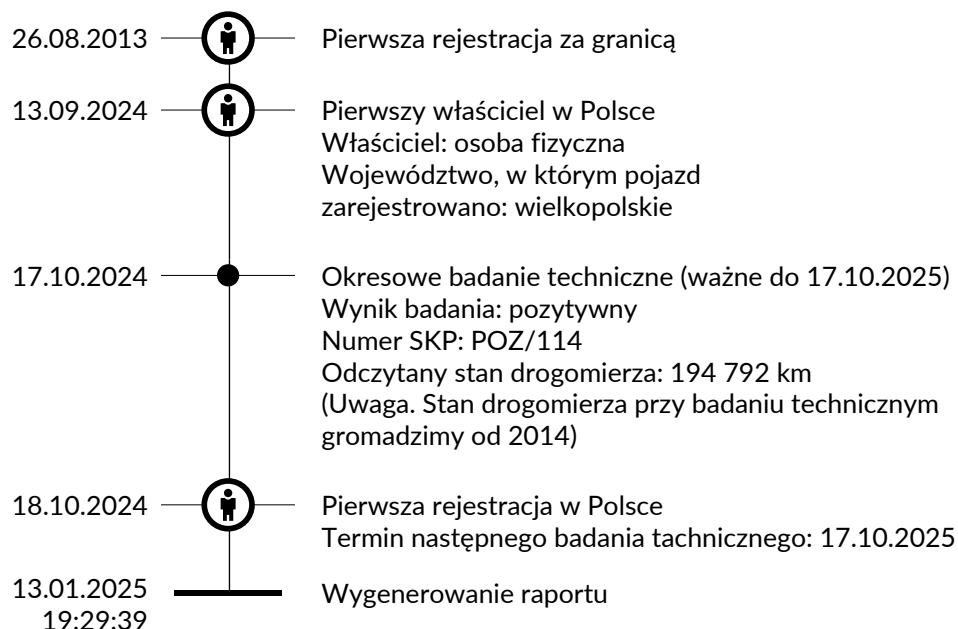 26.08.2013 Pierwsza rejestracja za granicą
13.09.2024 Pierwszy właściciel w Polsce
Właściciel: osoba fizyczna
Województwo, w którym pojazd
zarejestrowano: wielkopolskie
17.10.2024 Okresowe badanie techniczne (ważne do 17.10.2025)
Wynik badania: pozytywny
Numer SKP: POZ/114
Odczytany stan drogomierza: 194 792 km
(Uwaga. Stan drogomierza przy badaniu technicznym
gromadzimy od 2014)
18.10.2024 Pierwsza rejestracja w Polsce
Termin następnego badania tachnicznego: 17.10.2025
13.01.2025 Wygenerowanie raportu
19:29:39